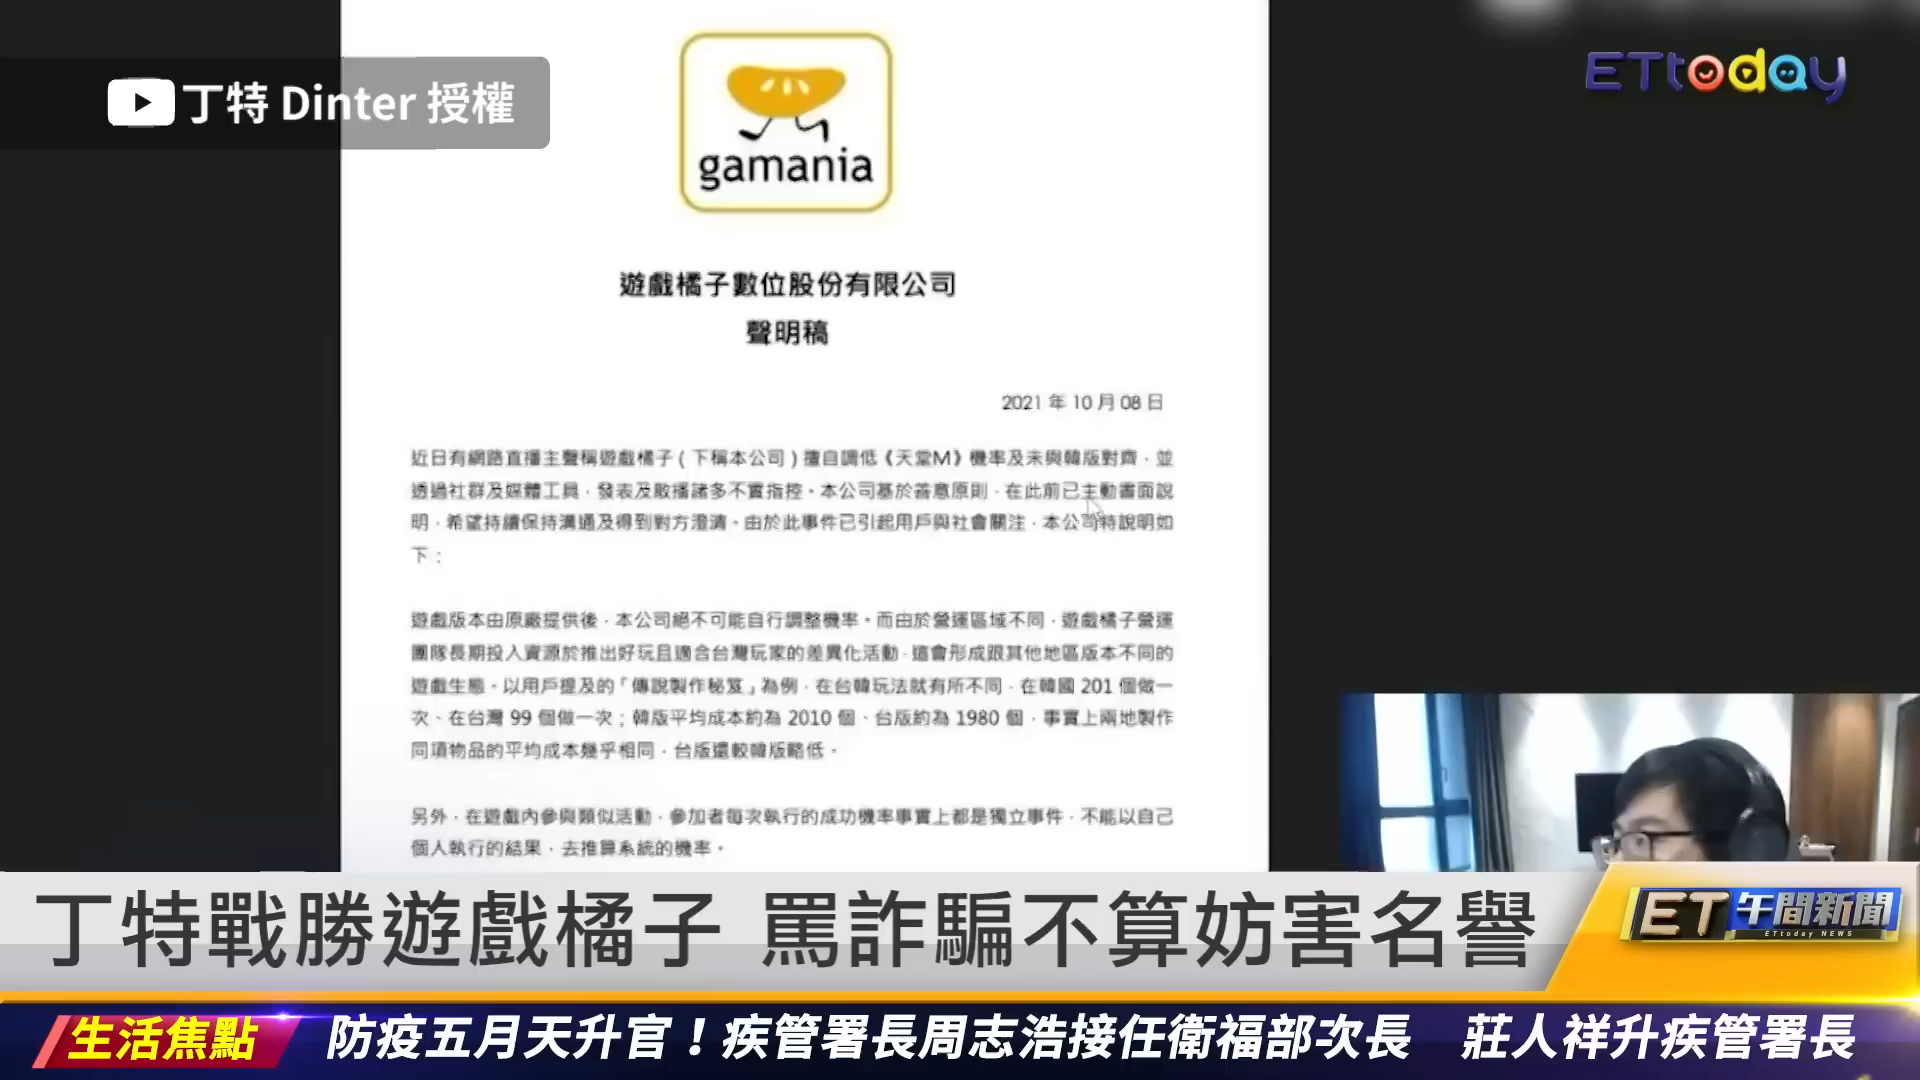 丁特 Dinter 授權
ETtoday
gamania
遊戲橘子數位股份有限公司
聲明稿
2021 年 10 月 08 日
近日有網路直播主聲稱遊戲橘子（下稱本公司）擅自調低《天堂M》機率及未與韓版對齊，並
透過社群及媒體工具，發表及散播諸多不實指控。本公司基於善意原則，在此前已主動書面說
明，希望持續保持溝通及得到對方澄清。由於此事件已引起用戶與社會關注，本公司特說明如
下：
遊戲版本由原廠提供後，本公司絕不可能自行調整機率。而由於營運區域不同，遊戲橘子營運
團隊長期投入資源於推出好玩且適合台灣玩家的差異化活動，這會形成跟其他地區版本不同的
遊戲生態。以用戶提及的「傳說製作秘笈」為例，在台韓玩法就有所不同，在韓國 201 個做一
次、在台灣 99 個做一次；韓版平均成本約為 2010 個、台版約為 1980 個，事實上兩地製作
同項物品的平均成本幾乎相同，台版還較韓版略低。
另外，在遊戲內參與類似活動，參加者每次執行的成功機率事實上都是獨立事件，不能以自己
個人執行的結果，去推算系統的機率。
丁特戰勝遊戲橘子 罵詐騙不算妨害名譽
ET午間新聞
ETtoday NEWS
生活焦點
防疫五月天升官！疾管署長周志浩接任衛福部次長 莊人祥升疾管署長